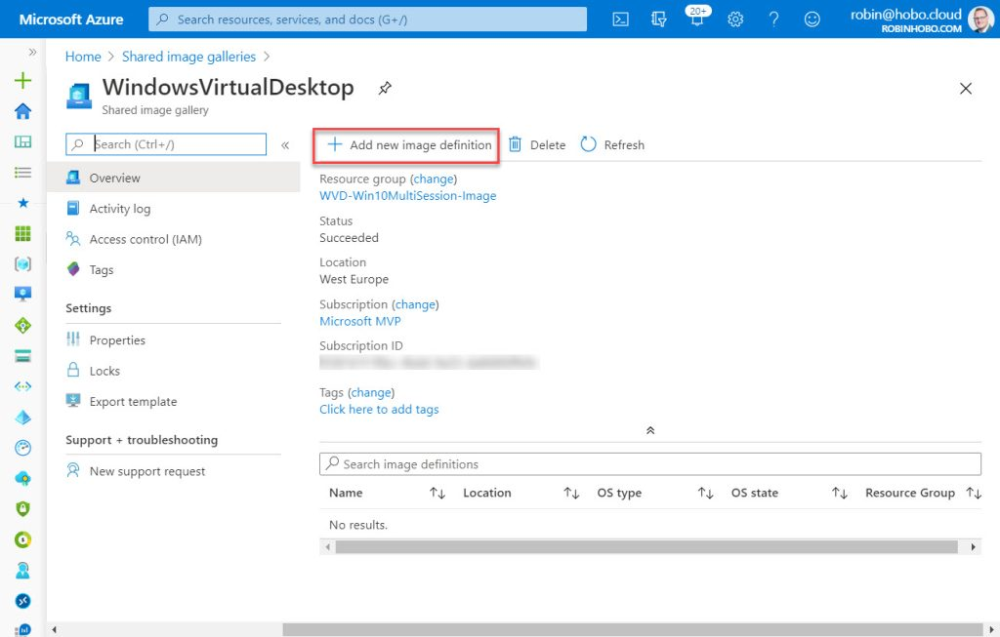 Microsoft Azure
Search resources, services, and docs (G+/)
20+
robin@hobo.cloud
ROBINHOBO.COM
Home > Shared image galleries >
WindowsVirtualDesktop
Shared image gallery
Search (Ctrl+/)
Add new image definition
Delete
Refresh
Overview
Activity log
Access control (IAM)
Tags
Settings
Properties
Locks
Export template
Support + troubleshooting
New support request
Resource group (change)
WVD-Win10MultiSession-Image
Status
Succeeded
Location
West Europe
Subscription (change)
Microsoft MVP
Subscription ID
Tags (change)
Click here to add tags
Search image definitions
Name Location OS type OS state Resource Group
No results.